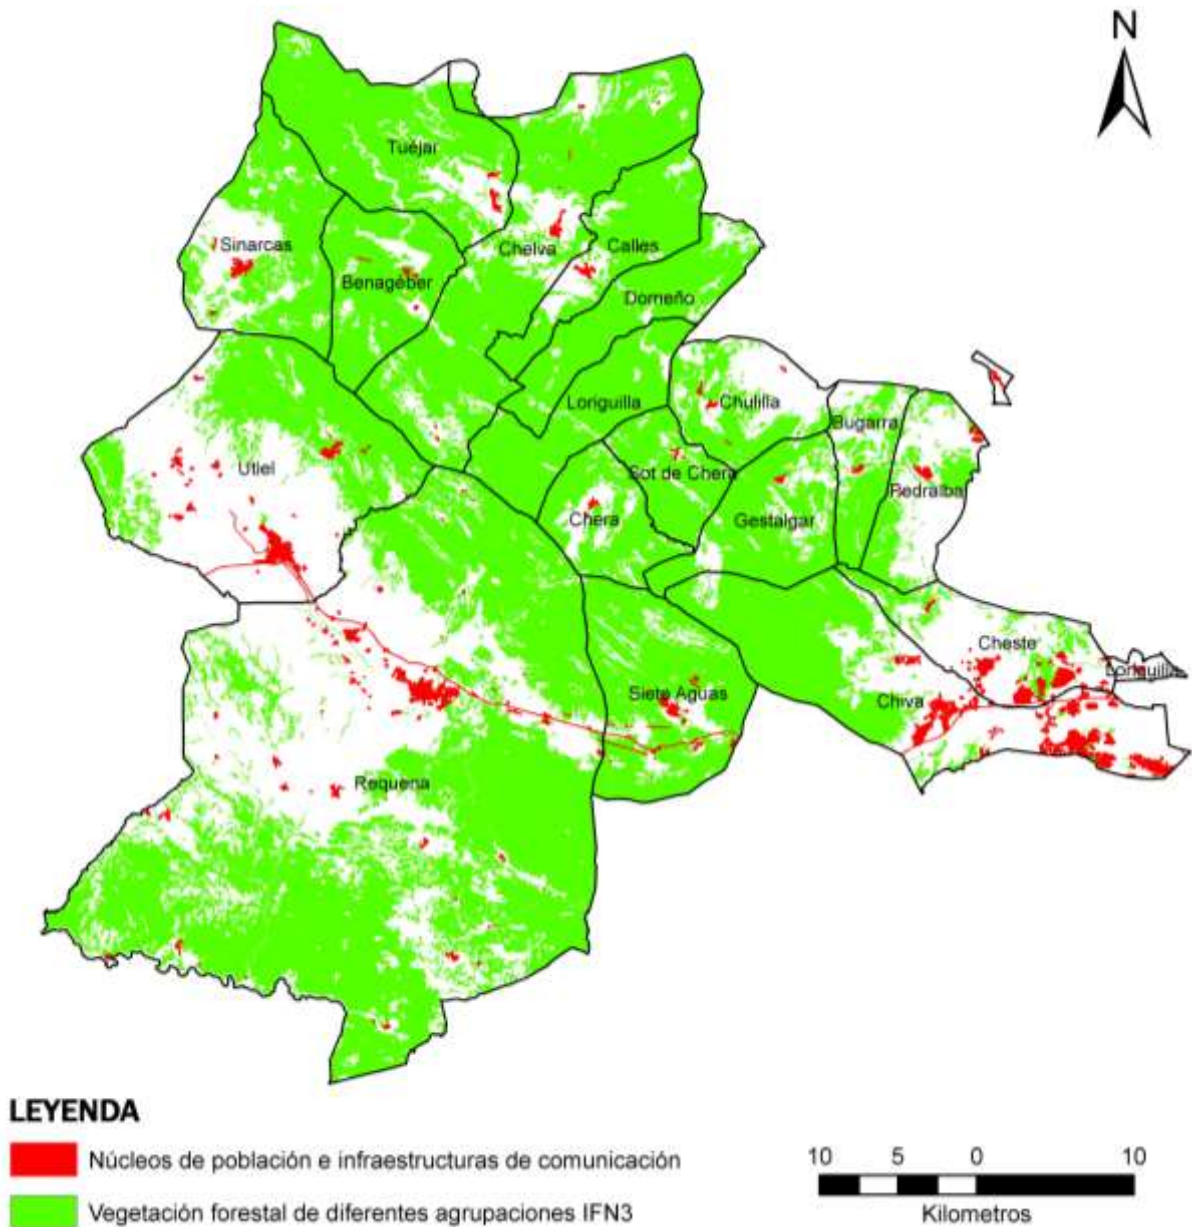 N
Tuéjar
Sinarcas
Chelva
Calles
Benagéber
Domeño
Loriguilla
Chulilla
Bugarra
Utiel
Sot de Chera
Pedralba
Chera
Gestalgar
Cheste
Loriguilla
Siete Aguas
Chiva
Requena
LEYENDA
Núcleos de población e infraestructuras de comunicación
Vegetación forestal de diferentes agrupaciones IFN3
10 5 0 10
Kilometros